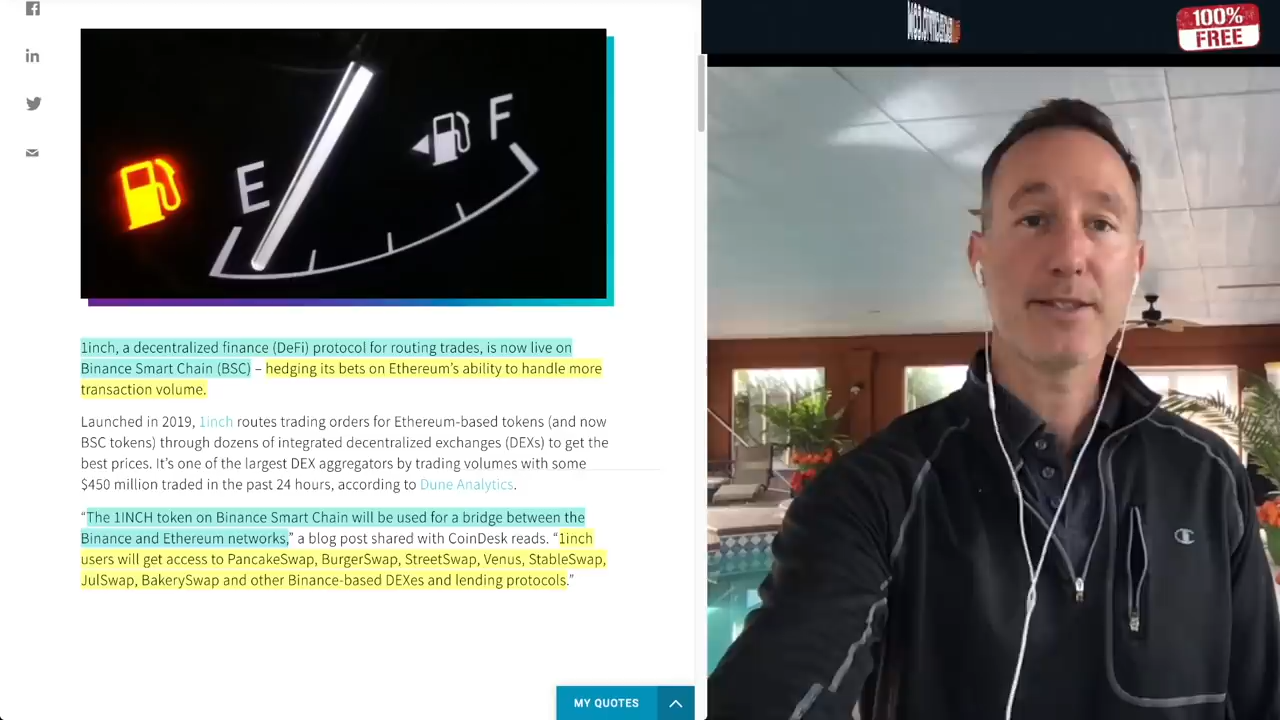 E
F
1inch, a decentralized finance (DeFi) protocol for routing trades, is now live on
Binance Smart Chain (BSC) – hedging its bets on Ethereum’s ability to handle more
transaction volume.
Launched in 2019, 1inch routes trading orders for Ethereum-based tokens (and now
BSC tokens) through dozens of integrated decentralized exchanges (DEXs) to get the
best prices. It’s one of the largest DEX aggregators by trading volumes with some
$450 million traded in the past 24 hours, according to Dune Analytics.
“The 1INCH token on Binance Smart Chain will be used for a bridge between the
Binance and Ethereum networks,” a blog post shared with CoinDesk reads. “1inch
users will get access to PancakeSwap, BurgerSwap, StreetSwap, Venus, StableSwap,
JulSwap, BakerySwap and other Binance-based DEXes and lending protocols.”
MY QUOTES
100%
FREE